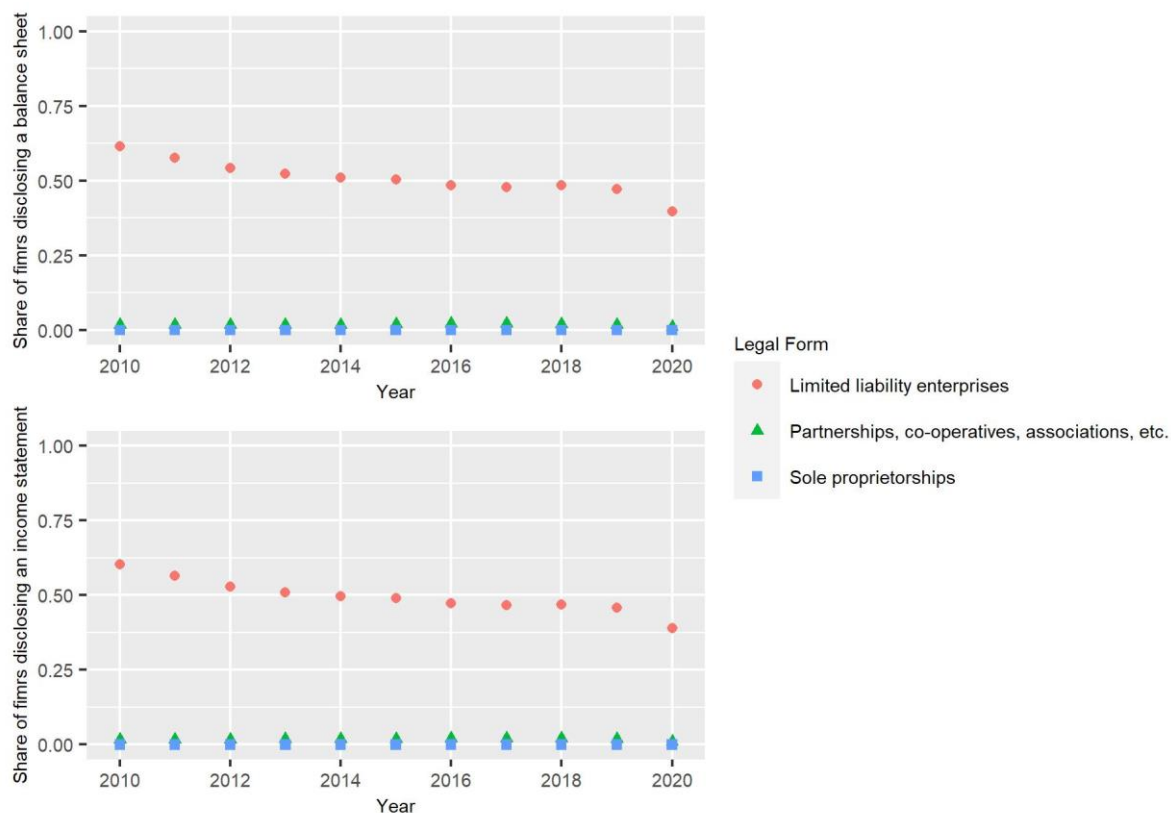 Share of fimrs disclosing a balance sheet
1.00
0.75
0.50
0.25
0.00
2010 2012 2014 2016 2018 2020
Year
Share of fimrs disclosing an income statement
1.00
0.75
0.50
0.25
0.00
2010 2012 2014 2016 2018 2020
Year
Legal Form
Limited liability enterprises
Partnerships, co-operatives, associations, etc.
Sole proprietorships